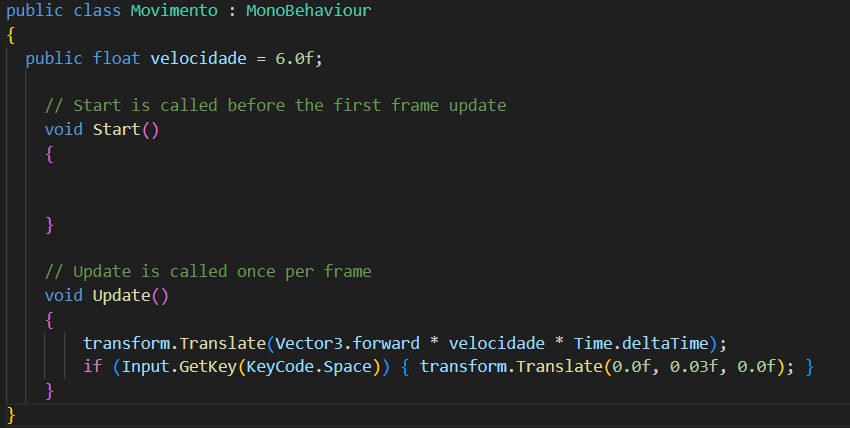 public class Movimento : MonoBehaviour
{
public float velocidade = 6.0f;
// Start is called before the first frame update
void Start()
{
}
// Update is called once per frame
void Update()
{
transform.Translate(Vector3.forward * velocidade * Time.deltaTime);
if (Input.GetKey(KeyCode.Space)) { transform.Translate(0.0f, 0.03f, 0.0f); }
}
}